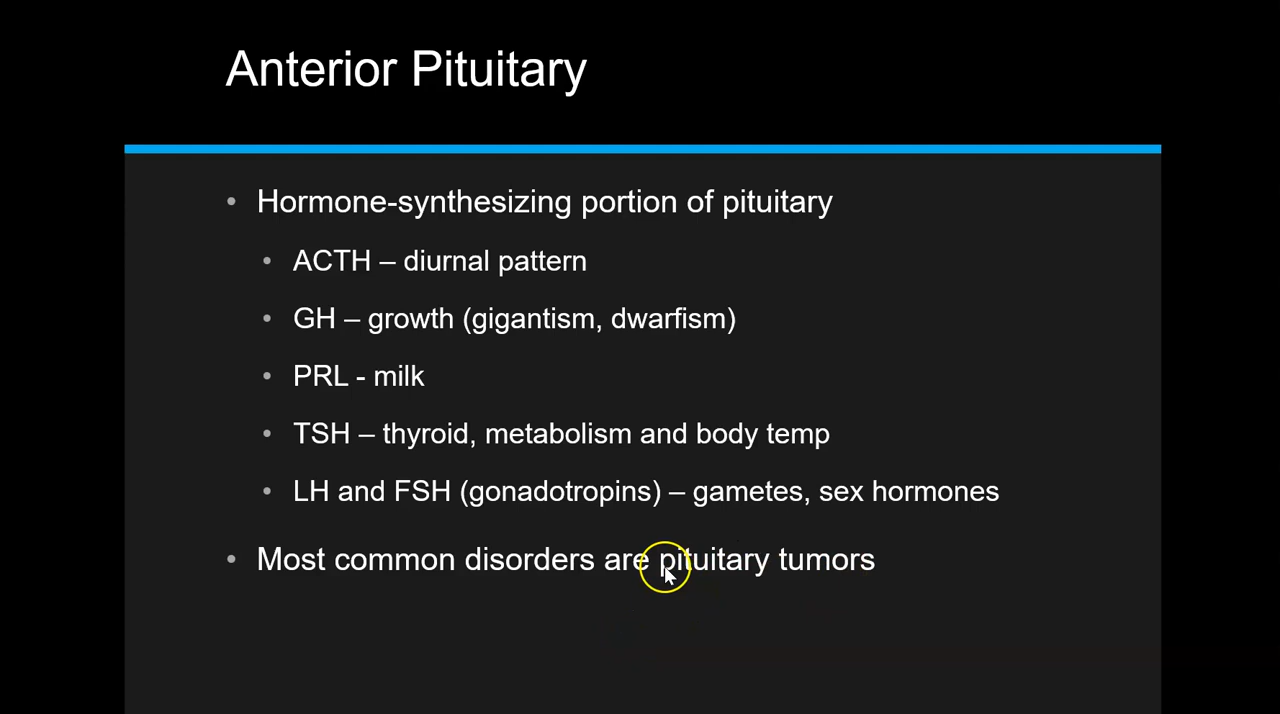 Anterior Pituitary
• Hormone-synthesizing portion of pituitary
• ACTH – diurnal pattern
• GH – growth (gigantism, dwarfism)
• PRL - milk
• TSH – thyroid, metabolism and body temp
• LH and FSH (gonadotropins) – gametes, sex hormones
• Most common disorders are pituitary tumors